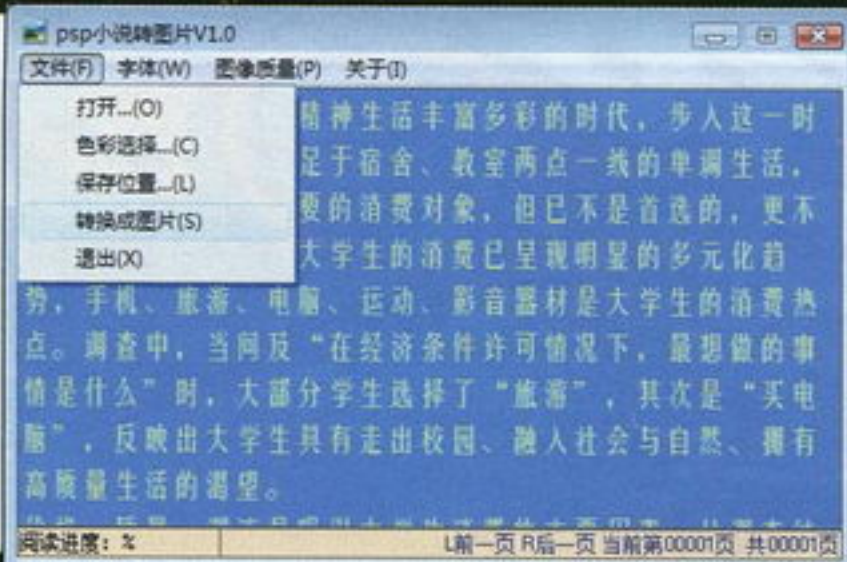 psp小说转图片V1.0
文件(F) 字体(W) 图像质量(P) 关于(I)
打开...(O)
色彩选择...(C)
保存位置...(L)
转换成图片(S)
退出(X)
精神生活丰富多彩的时代，步入这一时
足于宿舍、教室两点一线的单调生活，
要的消费对象，但已不是首选的，更不
大学生的消费已呈现明显的多元化趋
势，手机、旅游、电脑、运动、影音器材是大学生的消费热
点。调查中，当问及“在经济条件许可情况下，最想做的事
情是什么”时，大部分学生选择了“旅游”，其次是“买电
脑”，反映出大学生具有走出校园、融入社会与自然、拥有
高质量生活的渴望。
阅读进度：%
L前一页 R后一页 当前第00001页 共00001页